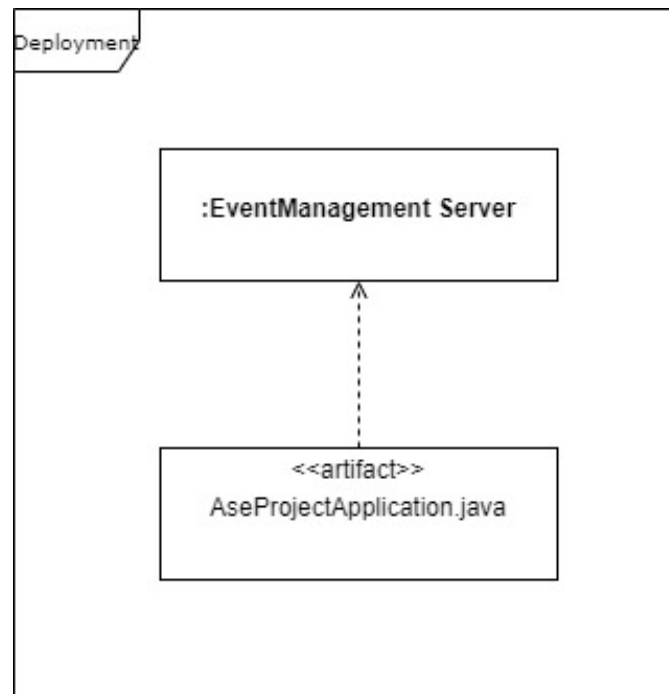 Deployment
:EventManagement Server
<<artifact>>
AseProjectApplication.java